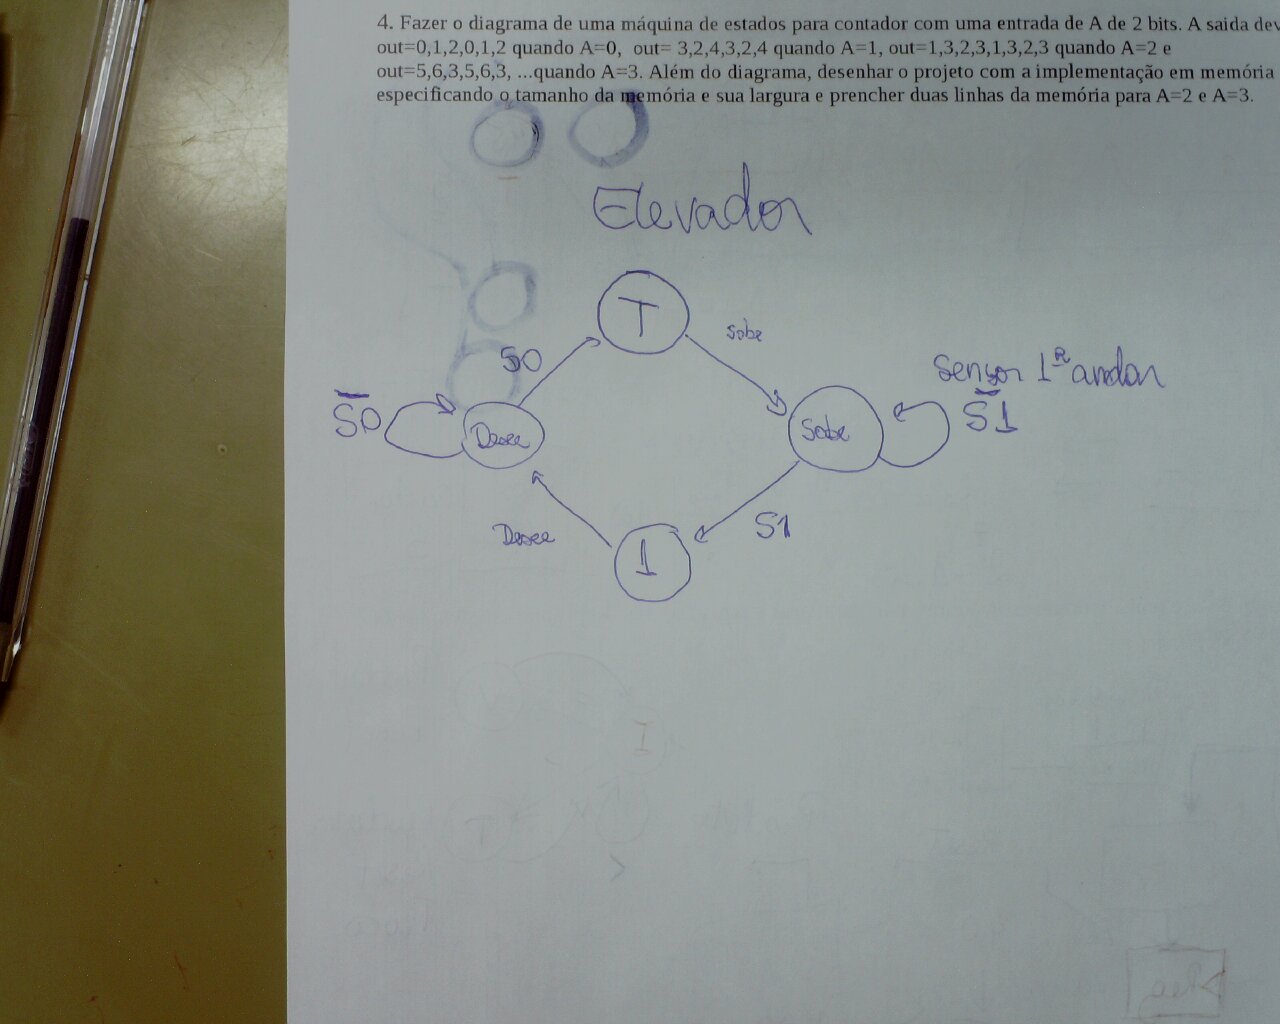 4. Fazer o diagrama de uma máquina de estados para contador com uma entrada de A de 2 bits. A saida dev
out=0,1,2,0,1,2 quando A=0, out= 3,2,4,3,2,4 quando A=1, out=1,3,2,3,1,3,2,3 quando A=2 e
out=5,6,3,5,6,3, ...quando A=3. Além do diagrama, desenhar o projeto com a implementação em memória
especificando o tamanho da memória e sua largura e prencher duas linhas da memória para A=2 e A=3.
Elevador
T
Sobe
S0
Sensor 1º andar
S̅0
Desce
Sobe
S̅1
Desce
S1
1